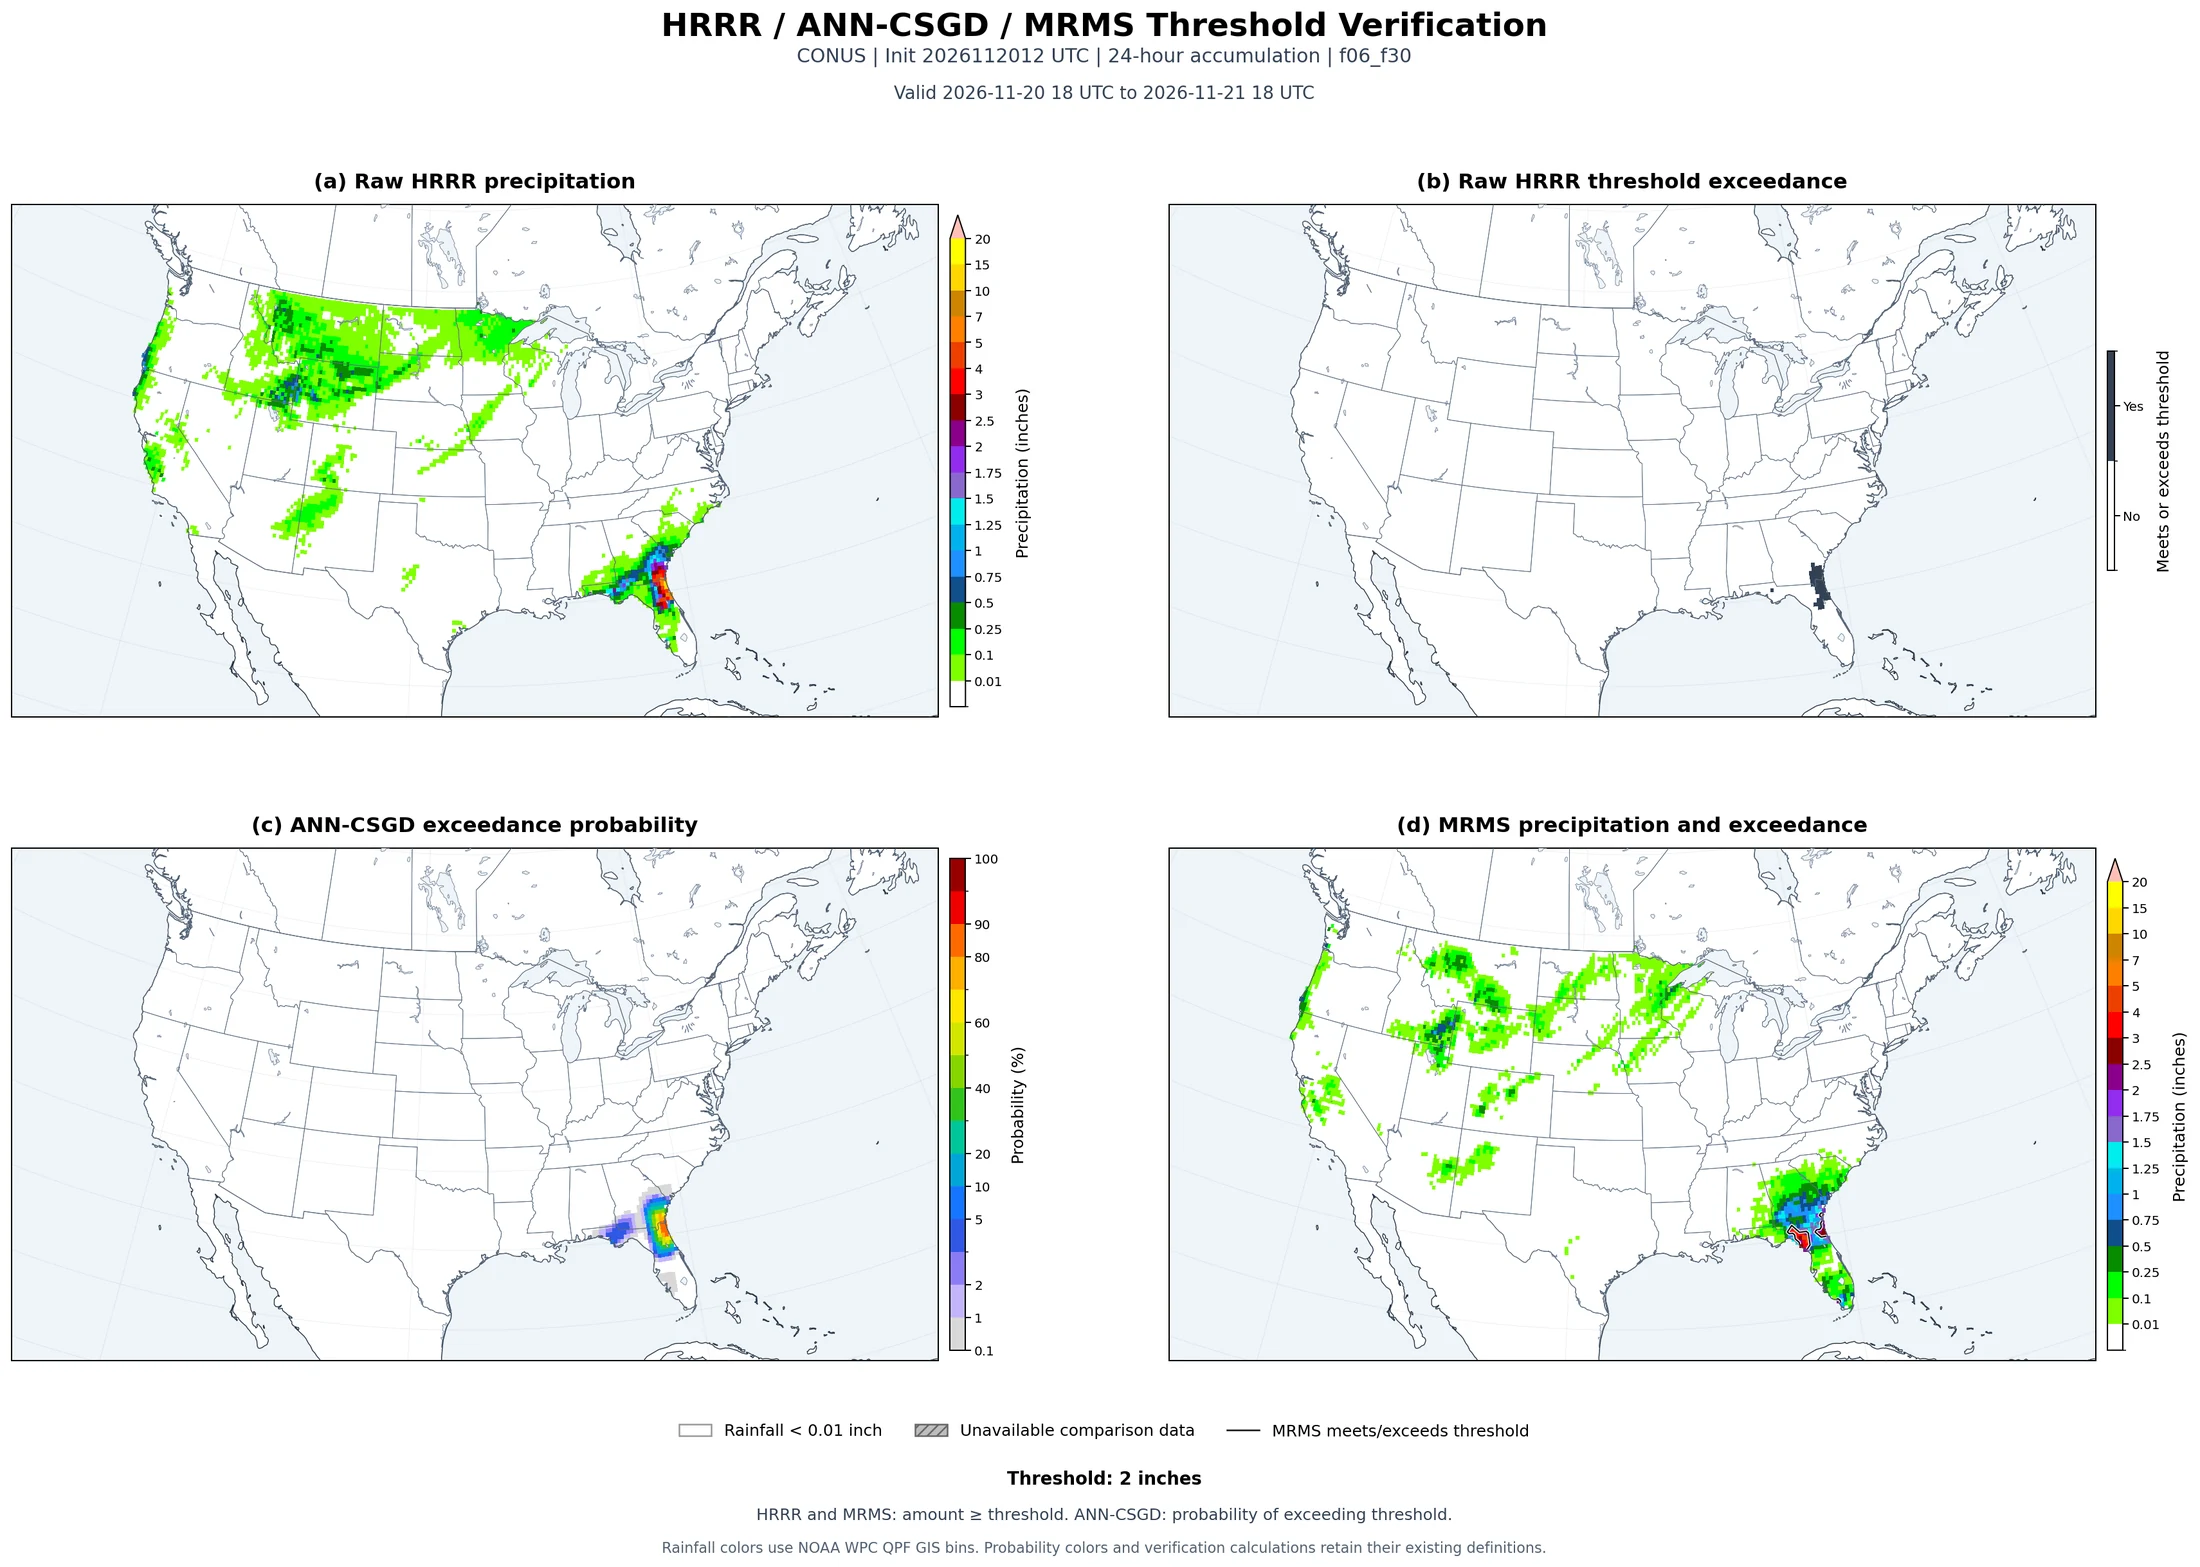 HRRR / ANN-CSGD / MRMS Threshold Verification
CONUS | Init 2026112012 UTC | 24-hour accumulation | f06_f30
Valid 2026-11-20 18 UTC to 2026-11-21 18 UTC
(a) Raw HRRR precipitation
20
15
10
7
5
4
3
2.5
2
1.75
1.5
1.25
1
0.75
0.5
0.25
0.1
0.01
Precipitation (inches)
(b) Raw HRRR threshold exceedance
Yes
No
Meets or exceeds threshold
(c) ANN-CSGD exceedance probability
100
90
80
60
40
20
10
5
2
1
0.1
Probability (%)
(d) MRMS precipitation and exceedance
20
15
10
7
5
4
3
2.5
2
1.75
1.5
1.25
1
0.75
0.5
0.25
0.1
0.01
Precipitation (inches)
Rainfall < 0.01 inch
Unavailable comparison data
MRMS meets/exceeds threshold
Threshold: 2 inches
HRRR and MRMS: amount ≥ threshold. ANN-CSGD: probability of exceeding threshold.
Rainfall colors use NOAA WPC QPF GIS bins. Probability colors and verification calculations retain their existing definitions.